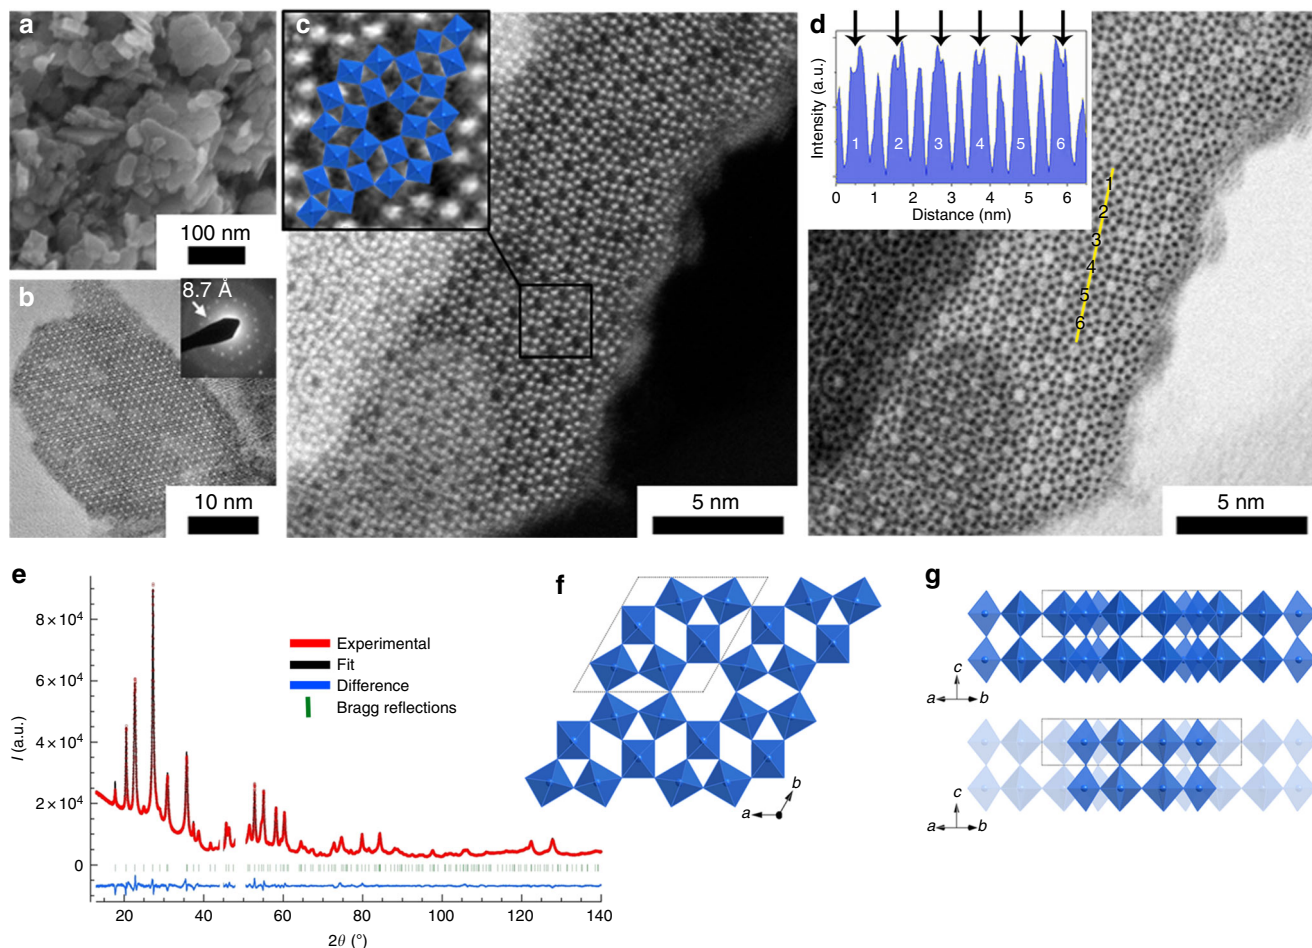 a
100 nm
b
8.7 Å
10 nm
c
5 nm
d
Intensity (a.u.)
1 2 3 4 5 6
0 1 2 3 4 5 6
Distance (nm)
1
2
3
4
5
6
5 nm
e
8 × 10⁴
6 × 10⁴
4 × 10⁴
2 × 10⁴
0
I (a.u.)
Experimental
Fit
Difference
Bragg reflections
20 40 60 80 100 120 140
2θ (°)
f
b
a
g
c
a b
c
a b